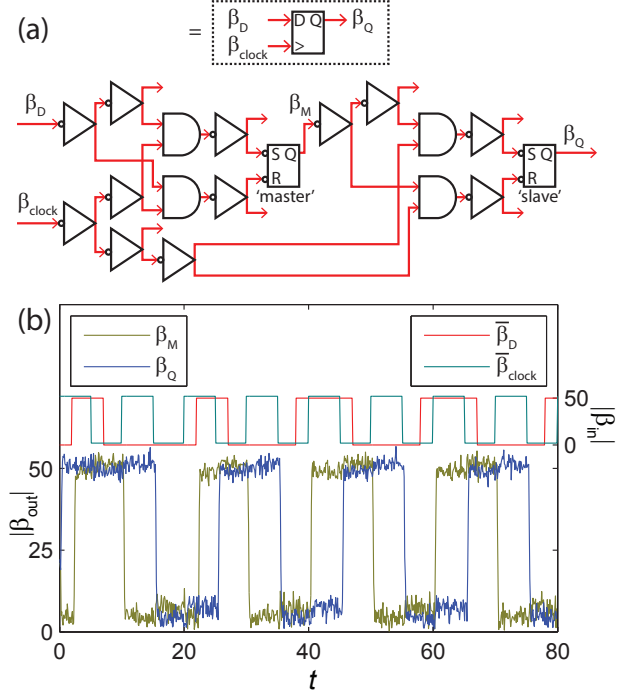 (a)
= β_D D Q β_Q
β_clock >
β_D β_M
S Q S Q β_Q
R R
β_clock 'master' 'slave'
(b)
β_M β̅_D
β_Q β̅_clock
50
0
|β_in|
50
25
0
|β_out|
0 20 40 60 80
t